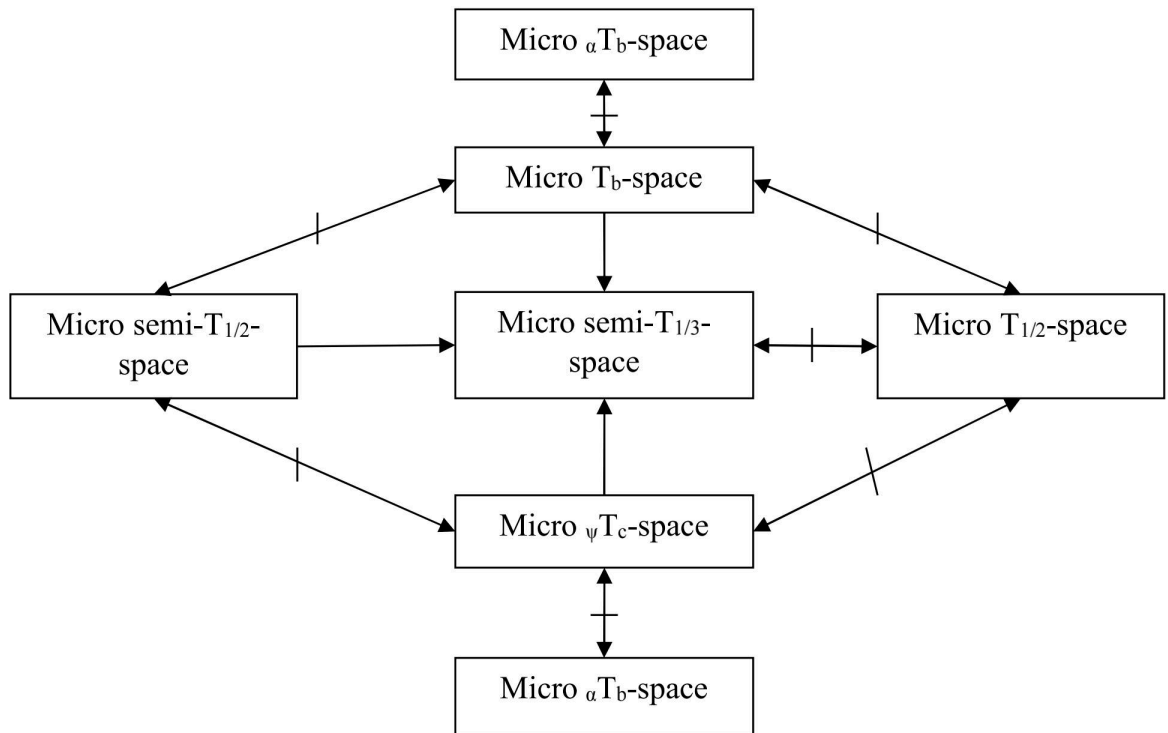 Micro αTb-space
Micro Tb-space
Micro semi-T1/2-
space
Micro semi-T1/3-
space
Micro T1/2-space
Micro ψTc-space
Micro αTb-space